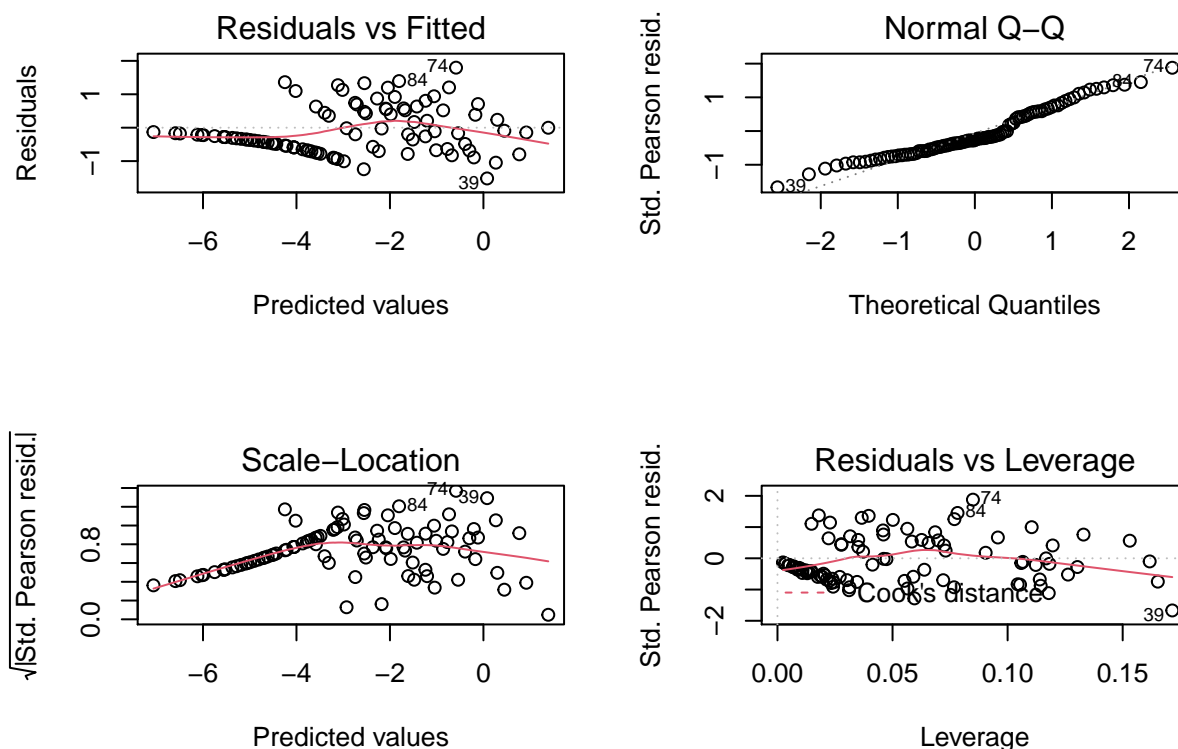 Residuals vs Fitted
Residuals
1
−1
74
84
39
−6 −4 −2 0
Predicted values
Normal Q−Q
Std. Pearson resid.
1
−1
74
84
39
−2 −1 0 1 2
Theoretical Quantiles
Scale−Location
√|Std. Pearson resid.|
0.8
0.0
74
39
84
−6 −4 −2 0
Predicted values
Residuals vs Leverage
Std. Pearson resid.
2
0
−2
74
84
Cook's distance
39
0.00 0.05 0.10 0.15
Leverage